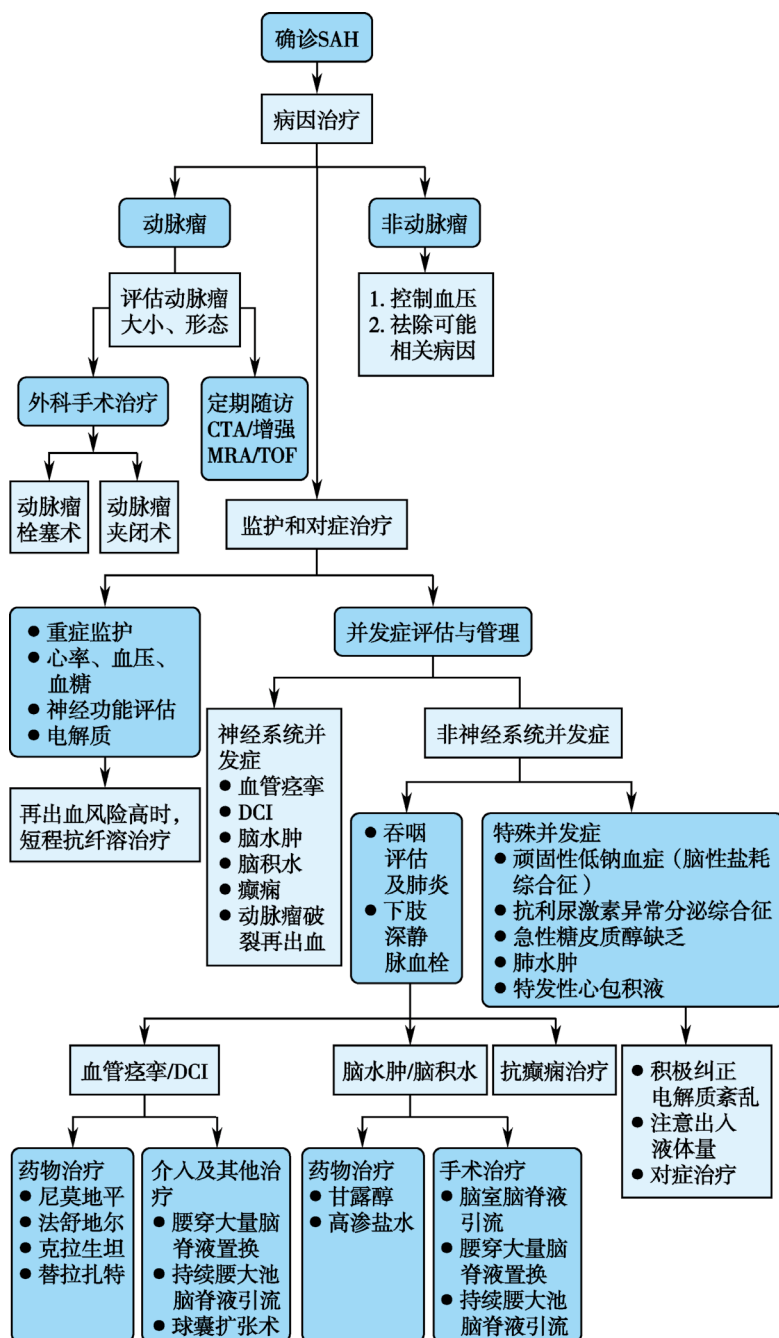 确诊SAH
病因治疗
动脉瘤
非动脉瘤
评估动脉瘤
大小、形态
1. 控制血压
2. 祛除可能
相关病因
外科手术治疗
定期随访
CTA/增强
MRA/TOF
动脉瘤
栓塞术
动脉瘤
夹闭术
监护和对症治疗
● 重症监护
● 心率、血压、
血糖
● 神经功能评估
● 电解质
并发症评估与管理
再出血风险高时，
短程抗纤溶治疗
神经系统并
发症
● 血管痉挛
● DCI
● 脑水肿
● 脑积水
● 癫痫
● 动脉瘤破
裂再出血
非神经系统并发症
● 吞咽
评估
及肺炎
● 下肢
深静
脉血栓
特殊并发症
● 顽固性低钠血症（脑性盐耗
综合征）
● 抗利尿激素异常分泌综合征
● 急性糖皮质醇缺乏
● 肺水肿
● 特发性心包积液
血管痉挛/DCI
脑水肿/脑积水
抗癫痫治疗
● 积极纠正
电解质紊乱
● 注意出入
液体量
● 对症治疗
药物治疗
● 尼莫地平
● 法舒地尔
● 克拉生坦
● 替拉扎特
介入及其他治
疗
● 腰穿大量脑
脊液置换
● 持续腰大池
脑脊液引流
● 球囊扩张术
药物治疗
● 甘露醇
● 高渗盐水
手术治疗
● 脑室脑脊液
引流
● 腰穿大量脑
脊液置换
● 持续腰大池
脑脊液引流